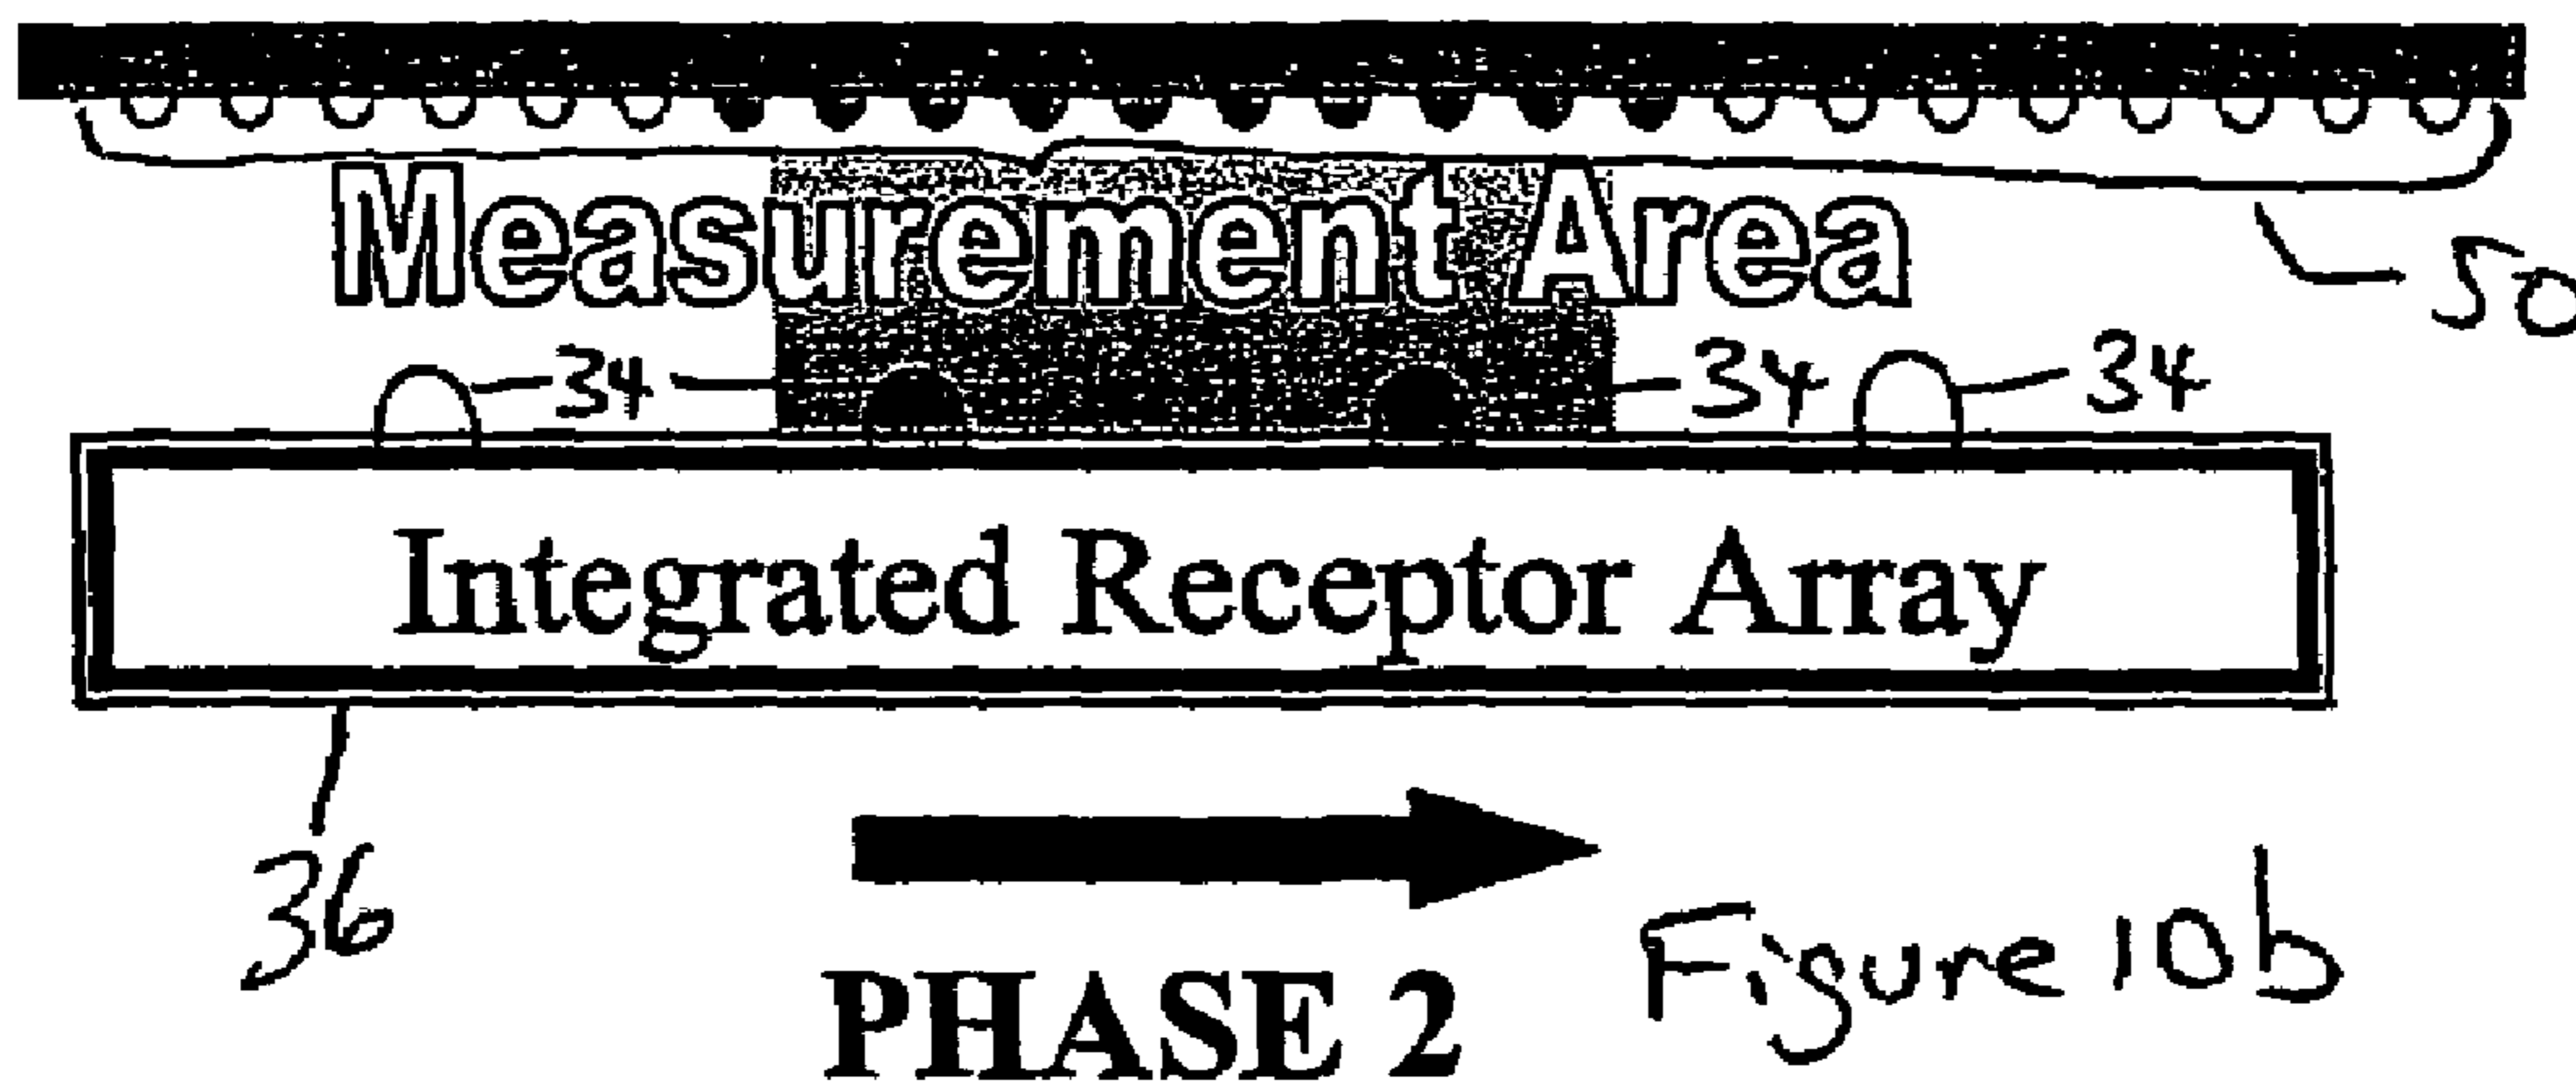 Measurement Area
50
34 34 34
Integrated Receptor Array
36
PHASE 2
Figure 10b